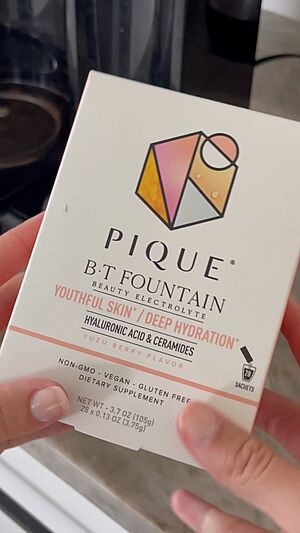 PIQUE®
B·T FOUNTAIN
BEAUTY ELECTROLYTE
YOUTHFUL SKIN* / DEEP HYDRATION*
HYALURONIC ACID & CERAMIDES
YUZU BERRY FLAVOR
28
SACHETS
NON-GMO - VEGAN - GLUTEN FREE
DIETARY SUPPLEMENT
NET WT - 3.7 OZ (105g)
28 x 0.13 OZ (3.75g)